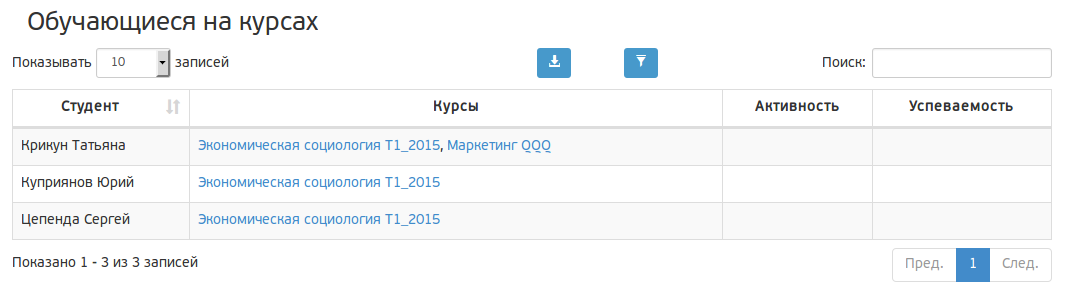 Обучающиеся на курсах
Показывать 10 записей Поиск:
Студент Курсы Активность Успеваемость
Крикун Татьяна Экономическая социология T1_2015, Маркетинг QQQ
Куприянов Юрий Экономическая социология T1_2015
Цепенда Сергей Экономическая социология T1_2015
Показано 1 - 3 из 3 записей Пред. 1 След.